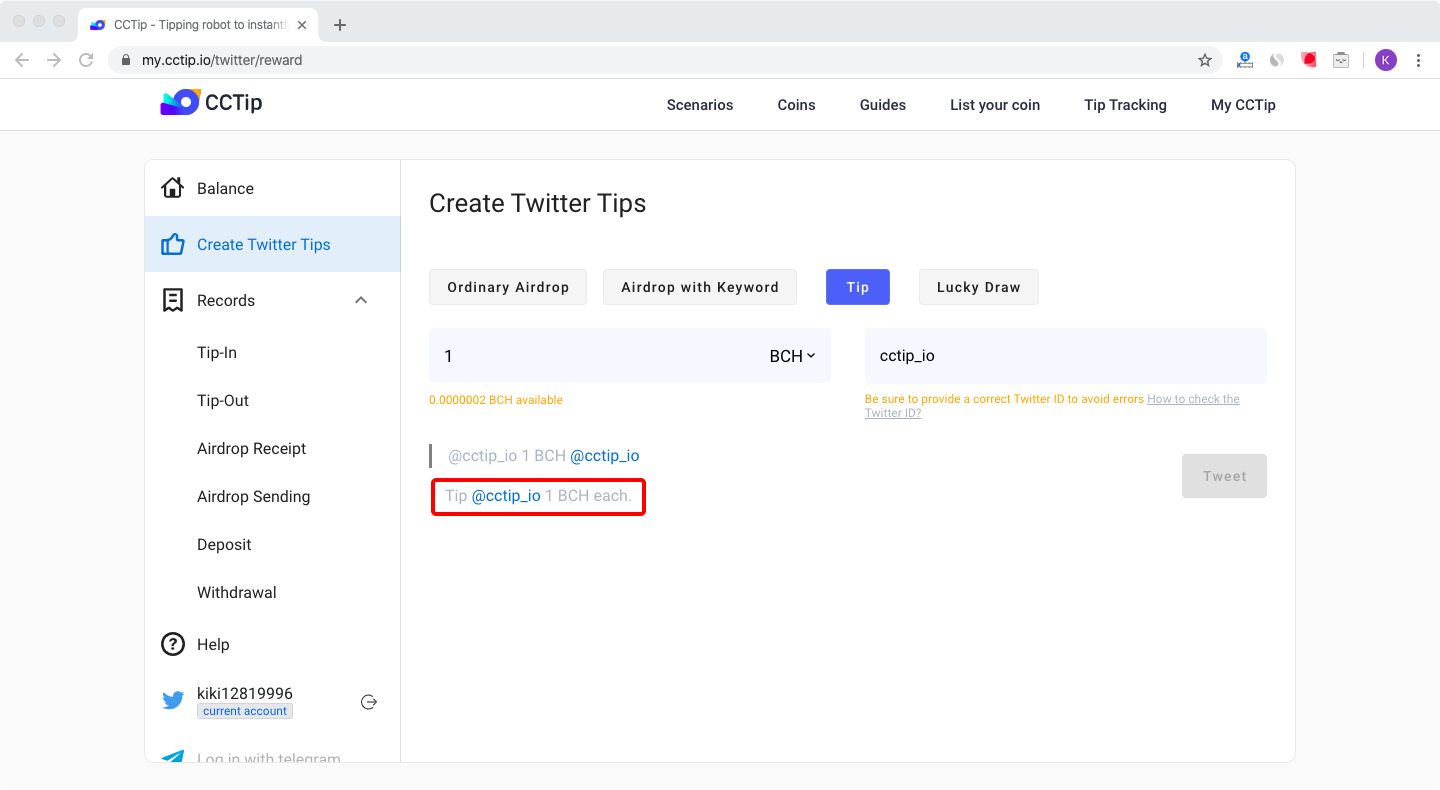 CCTip - Tipping robot to instantly
my.cctip.io/twitter/reward
K
CCTip
Scenarios
Coins
Guides
List your coin
Tip Tracking
My CCTip
Balance
Create Twitter Tips
Records
Tip-In
Tip-Out
Airdrop Receipt
Airdrop Sending
Deposit
Withdrawal
? Help
kiki12819996
current account
Log in with telegram
Create Twitter Tips
Ordinary Airdrop
Airdrop with Keyword
Tip
Lucky Draw
1
BCH
0.0000002 BCH available
cctip_io
Be sure to provide a correct Twitter ID to avoid errors How to check the
Twitter ID?
@cctip_io 1 BCH @cctip_io
Tip @cctip_io 1 BCH each.
Tweet